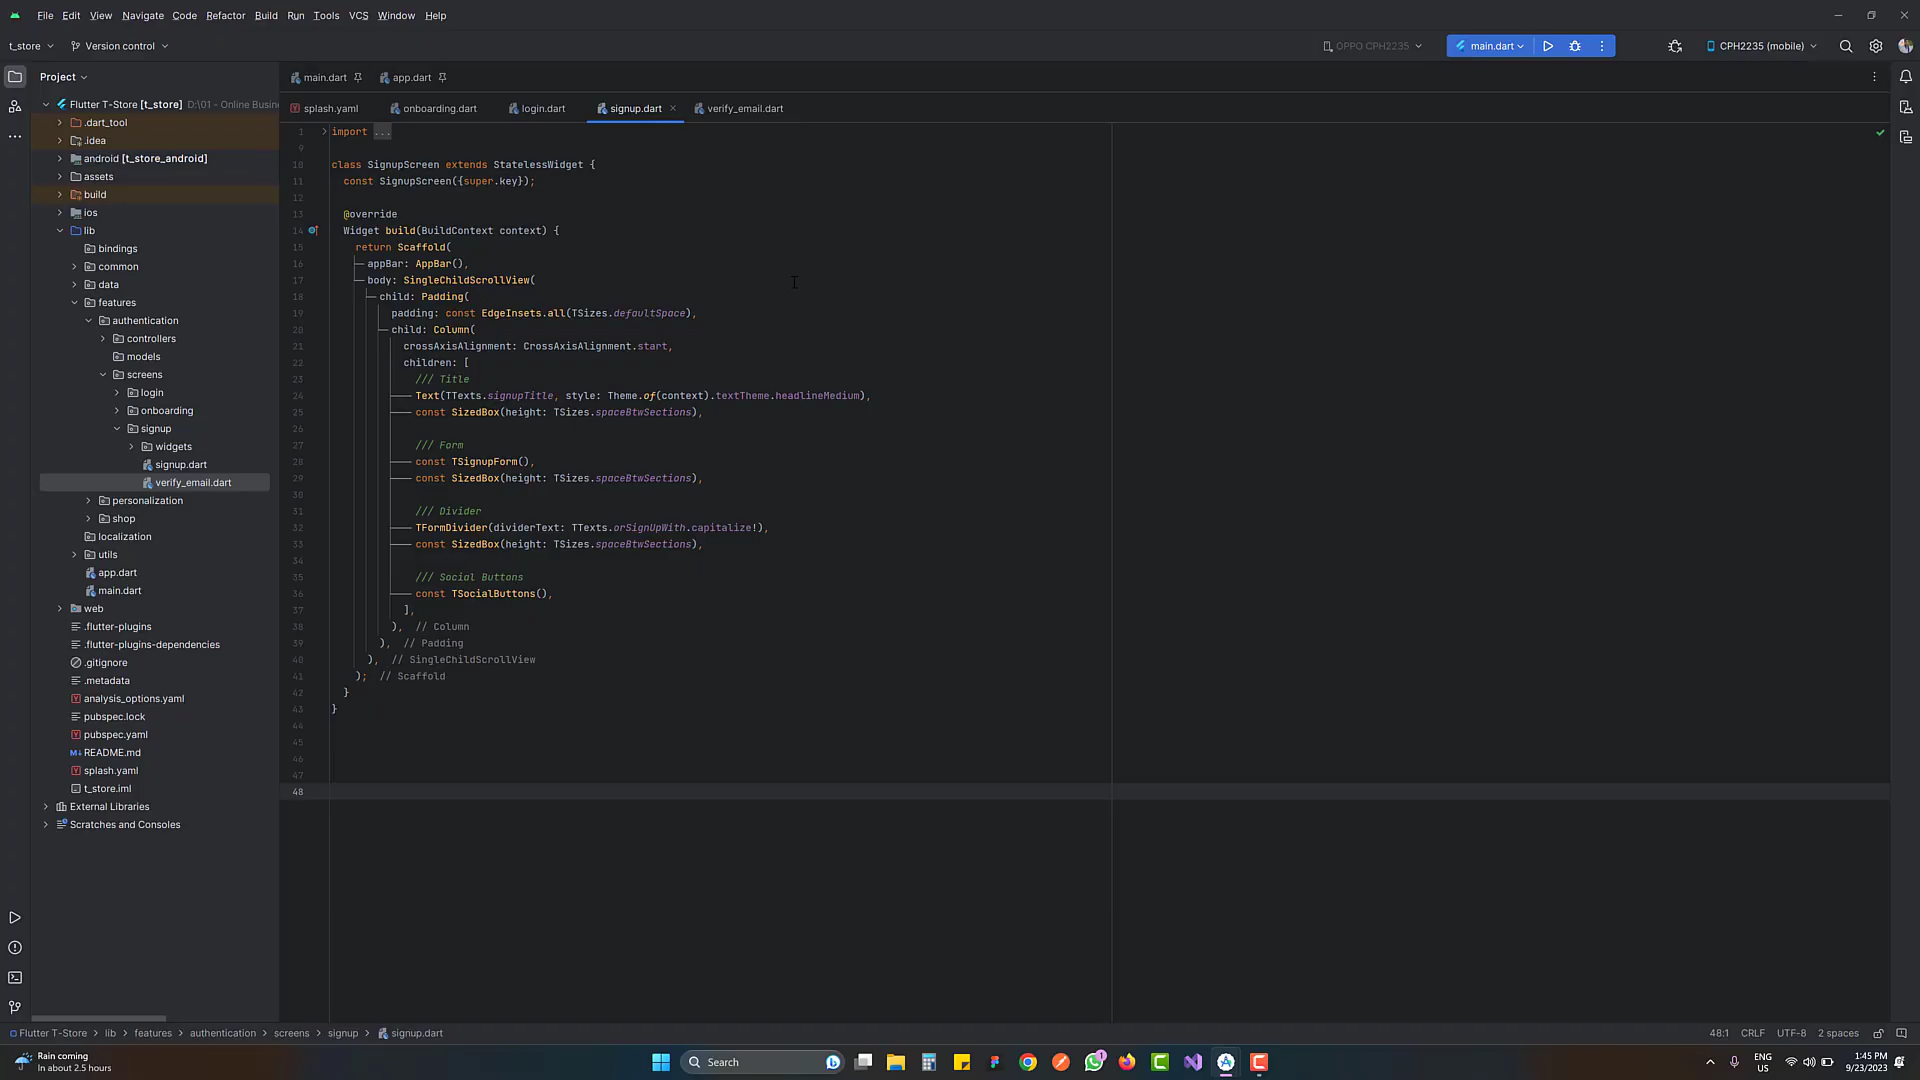 File Edit View Navigate Code Refactor Build Run Tools VCS Window Help
t_store Version control OPPO CPH2235 main.dart CPH2235 (mobile)
Project
Flutter T-Store [t_store] D:\01 - Online Busin
.dart_tool
.idea
android [t_store_android]
assets
build
ios
lib
bindings
common
data
features
authentication
controllers
models
screens
login
onboarding
signup
widgets
signup.dart
verify_email.dart
personalization
shop
localization
utils
app.dart
main.dart
web
.flutter-plugins
.flutter-plugins-dependencies
.gitignore
.metadata
analysis_options.yaml
pubspec.lock
pubspec.yaml
README.md
splash.yaml
t_store.iml
External Libraries
Scratches and Consoles
main.dart app.dart
splash.yaml onboarding.dart login.dart signup.dart verify_email.dart
1 import ...
9
10 class SignupScreen extends StatelessWidget {
11 const SignupScreen({super.key});
12
13 @override
14 Widget build(BuildContext context) {
15 return Scaffold(
16 appBar: AppBar(),
17 body: SingleChildScrollView(
18 child: Padding(
19 padding: const EdgeInsets.all(TSizes.defaultSpace),
20 child: Column(
21 crossAxisAlignment: CrossAxisAlignment.start,
22 children: [
23 /// Title
24 Text(TTexts.signupTitle, style: Theme.of(context).textTheme.headlineMedium),
25 const SizedBox(height: TSizes.spaceBtwSections),
26
27 /// Form
28 const TSignupForm(),
29 const SizedBox(height: TSizes.spaceBtwSections),
30
31 /// Divider
32 TFormDivider(dividerText: TTexts.orSignUpWith.capitalize!),
33 const SizedBox(height: TSizes.spaceBtwSections),
34
35 /// Social Buttons
36 const TSocialButtons(),
37 ],
38 ), // Column
39 ), // Padding
40 ), // SingleChildScrollView
41 ); // Scaffold
42 }
43 }
44
45
46
47
48
Flutter T-Store > lib > features > authentication > screens > signup > signup.dart 48:1 CRLF UTF-8 2 spaces
Rain coming
In about 2.5 hours
Search
1
ENG
US
1:45 PM
9/23/2023